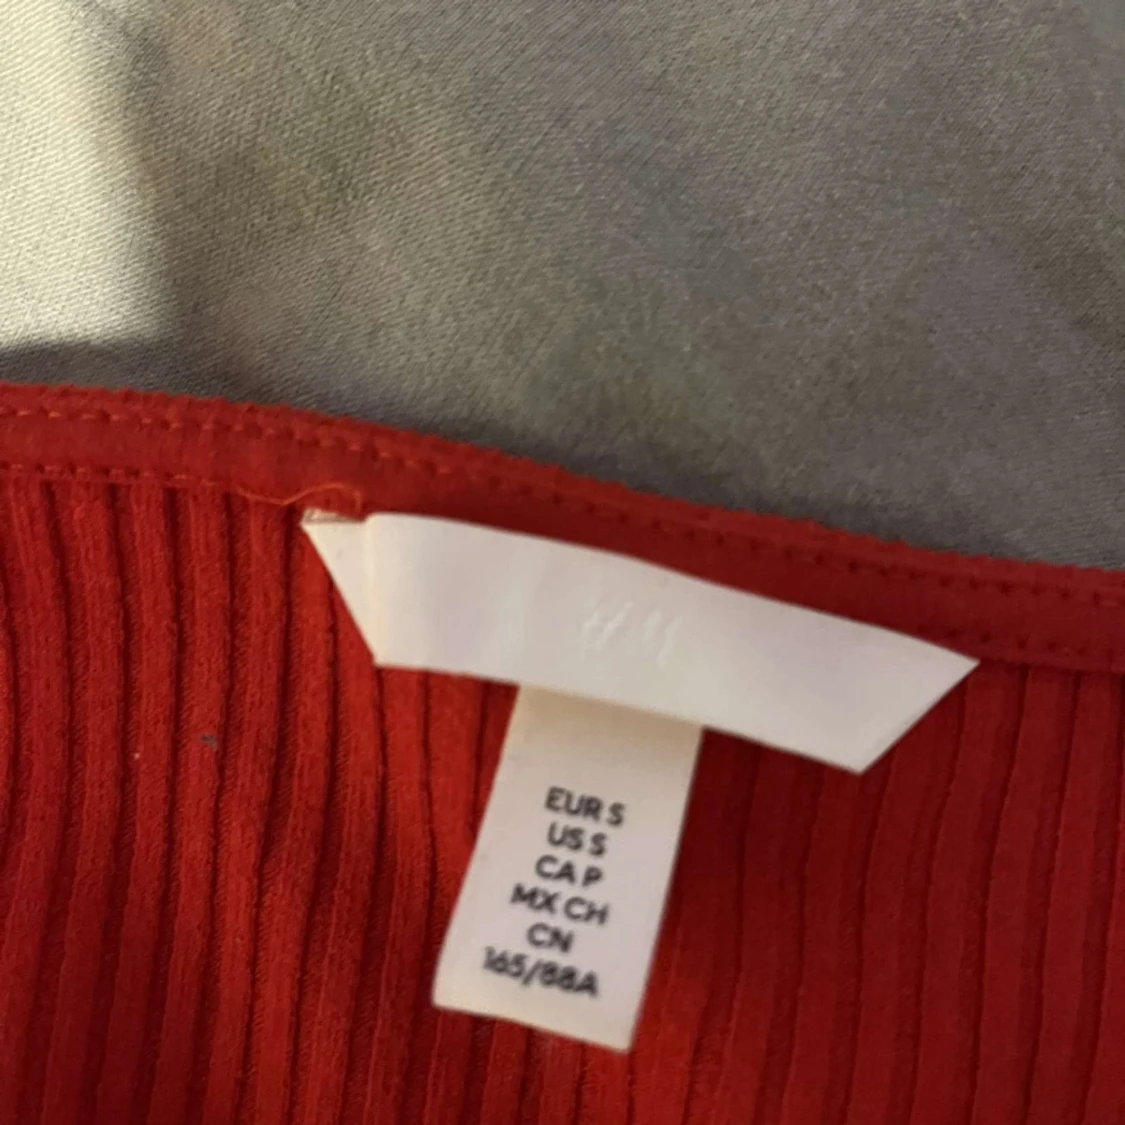 H&M
EUR S
US S
CA P
MX CH
CN
165/88A